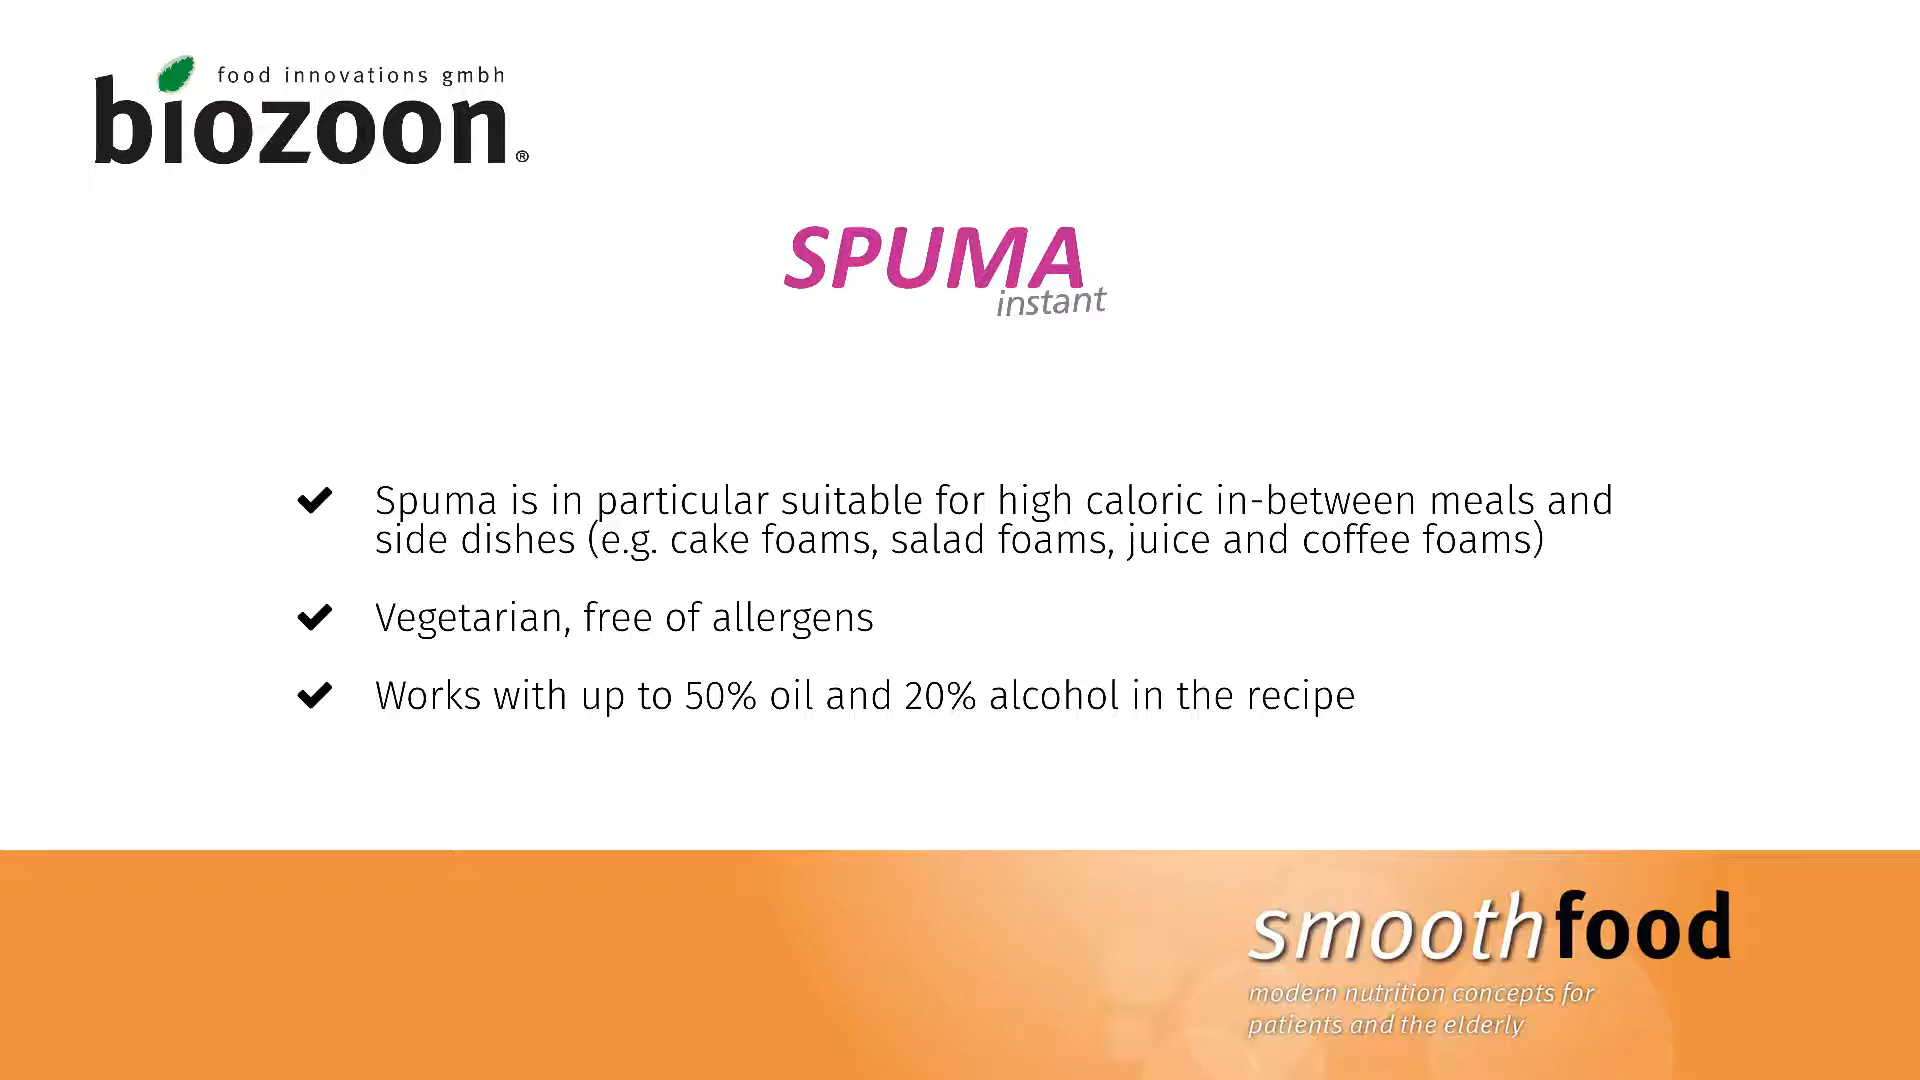 food innovations gmbh
biozoon®
SPUMA
instant
Spuma is in particular suitable for high caloric in-between meals and
side dishes (e.g. cake foams, salad foams, juice and coffee foams)
Vegetarian, free of allergens
Works with up to 50% oil and 20% alcohol in the recipe
smoothfood
modern nutrition concepts for
patients and the elderly